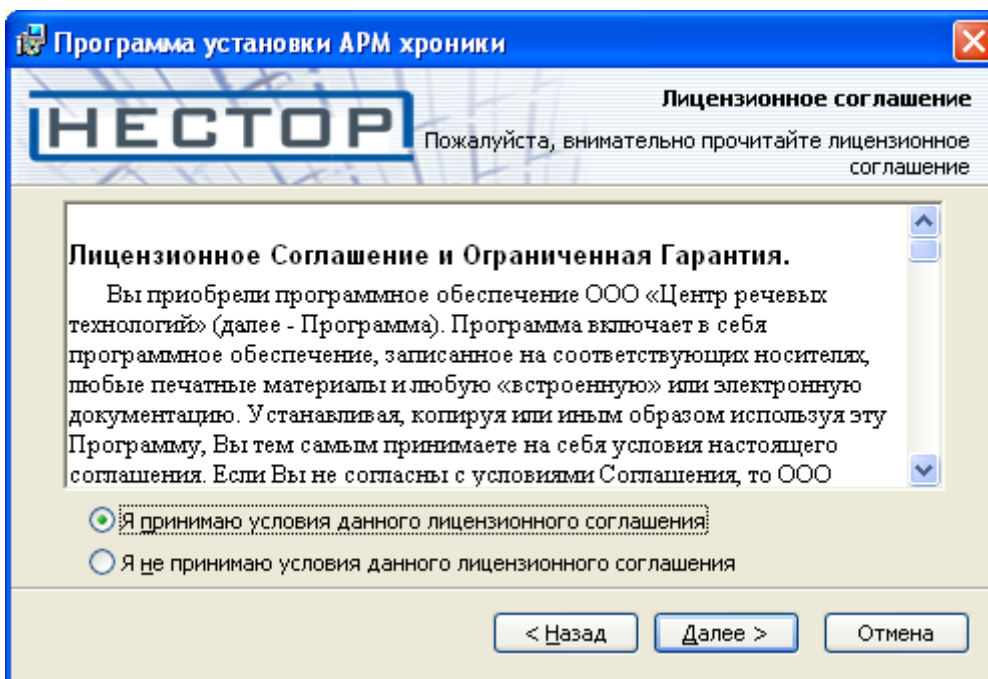 Программа установки АРМ хроники
НЕСТОР
Лицензионное соглашение
Пожалуйста, внимательно прочитайте лицензионное
соглашение
Лицензионное Соглашение и Ограниченная Гарантия.
Вы приобрели программное обеспечение ООО «Центр речевых
технологий» (далее - Программа). Программа включает в себя
программное обеспечение, записанное на соответствующих носителях,
любые печатные материалы и любую «встроенную» или электронную
документацию. Устанавливая, копируя или иным образом используя эту
Программу, Вы тем самым принимаете на себя условия настоящего
соглашения. Если Вы не согласны с условиями Соглашения, то ООО
Я принимаю условия данного лицензионного соглашения
Я не принимаю условия данного лицензионного соглашения
< Назад Далее > Отмена